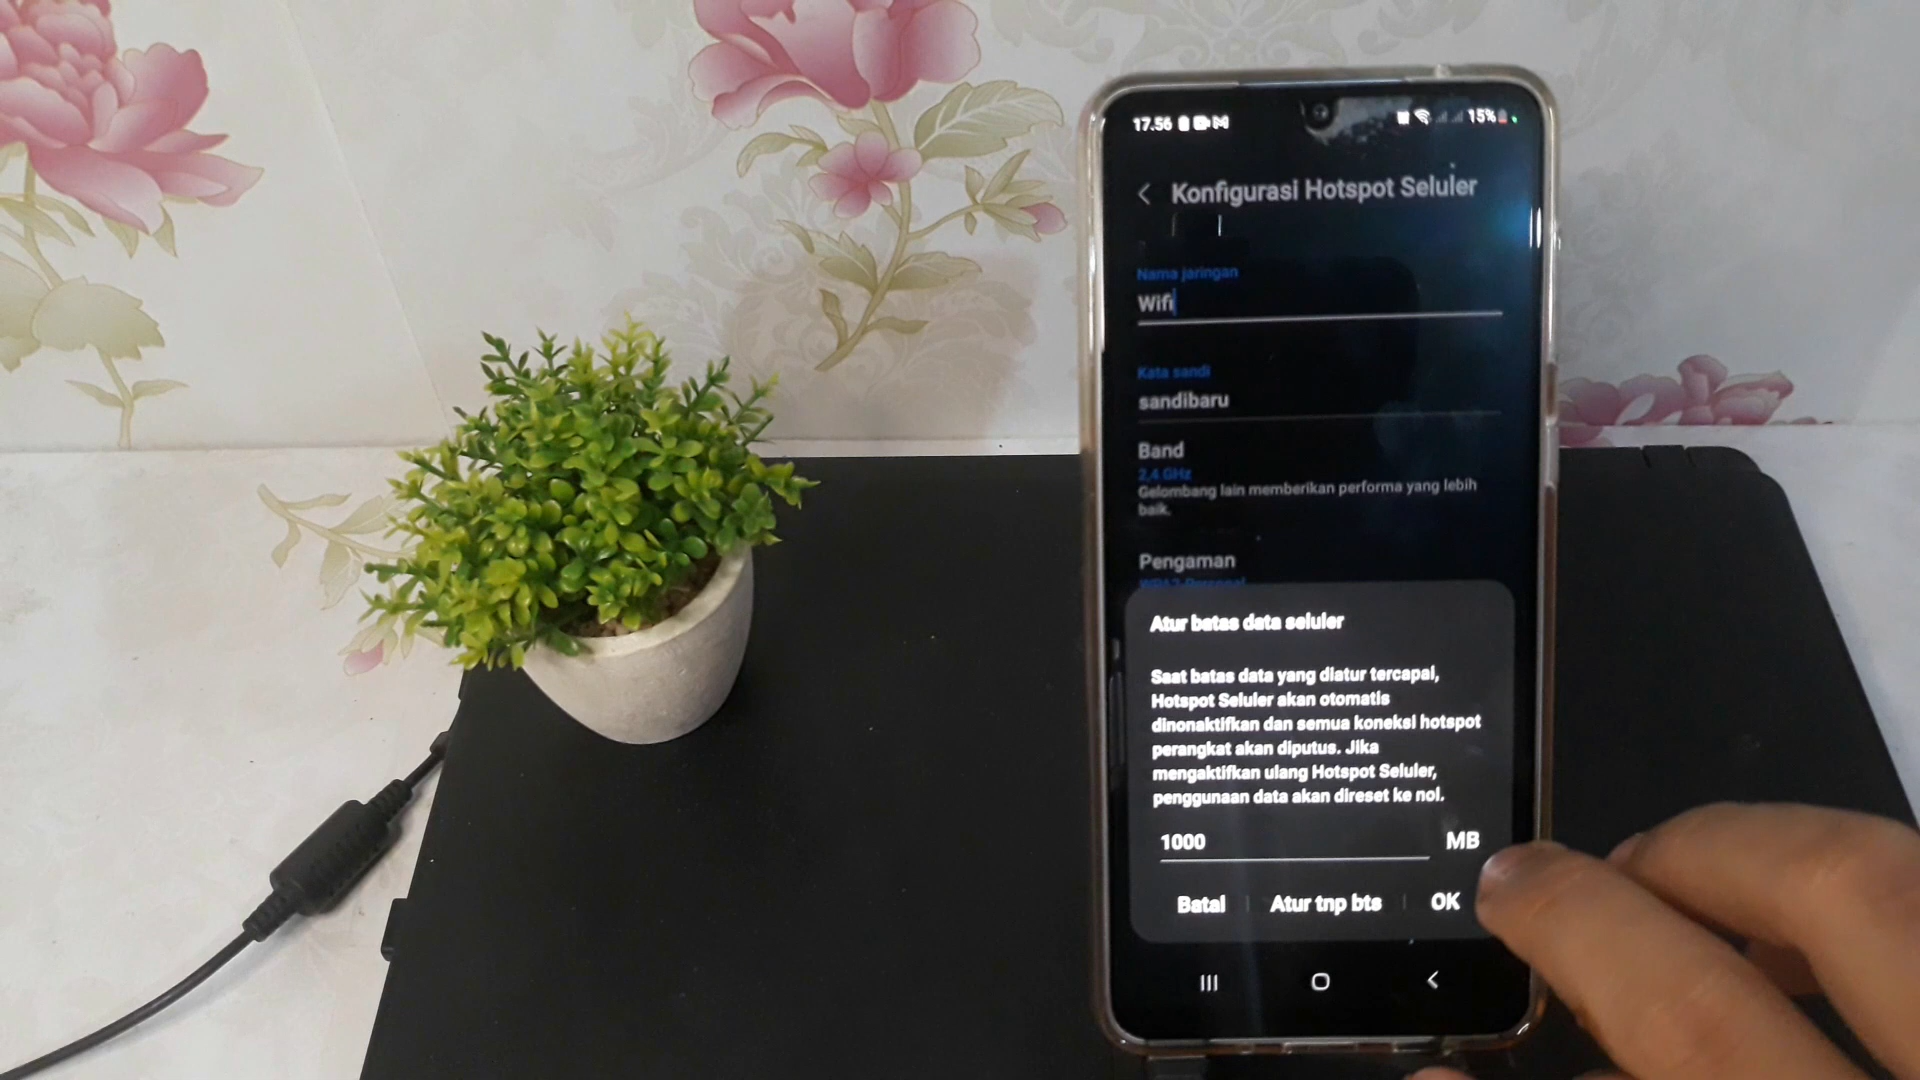 17.56
15%
Konfigurasi Hotspot Seluler
Nama jaringan
Wifi
Kata sandi
sandibaru
Band
2,4 GHz
Gelombang lain memberikan performa yang lebih
baik.
Pengaman
WPA2-Personal
Atur batas data seluler
Saat batas data yang diatur tercapai,
Hotspot Seluler akan otomatis
dinonaktifkan dan semua koneksi hotspot
perangkat akan diputus. Jika
mengaktifkan ulang Hotspot Seluler,
penggunaan data akan direset ke nol.
1000 MB
Batal Atur tnp bts OK